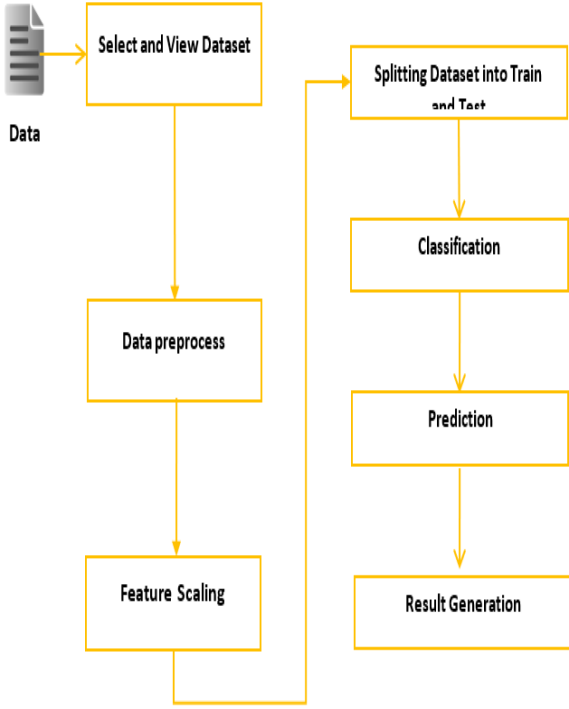 Select and View Dataset
Data
Data preprocess
Feature Scaling
Splitting Dataset into Train
and Test
Classification
Prediction
Result Generation